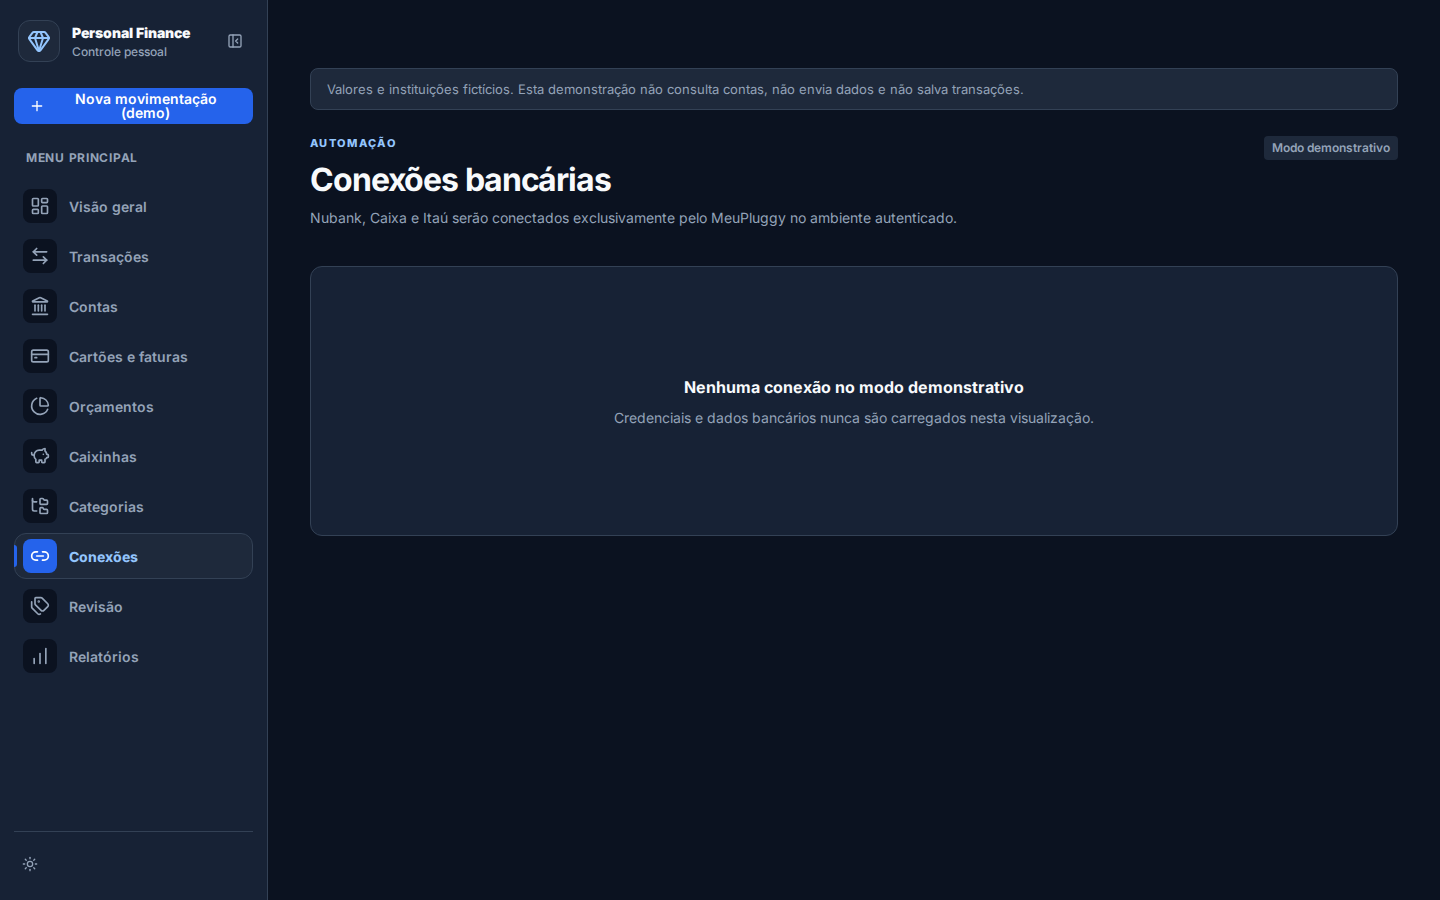 Personal Finance
Controle pessoal
Nova movimentação
(demo)
MENU PRINCIPAL
Visão geral
Transações
Contas
Cartões e faturas
Orçamentos
Caixinhas
Categorias
Conexões
Revisão
Relatórios
Valores e instituições fictícios. Esta demonstração não consulta contas, não envia dados e não salva transações.
AUTOMAÇÃO
Modo demonstrativo
Conexões bancárias
Nubank, Caixa e Itaú serão conectados exclusivamente pelo MeuPluggy no ambiente autenticado.
Nenhuma conexão no modo demonstrativo
Credenciais e dados bancários nunca são carregados nesta visualização.